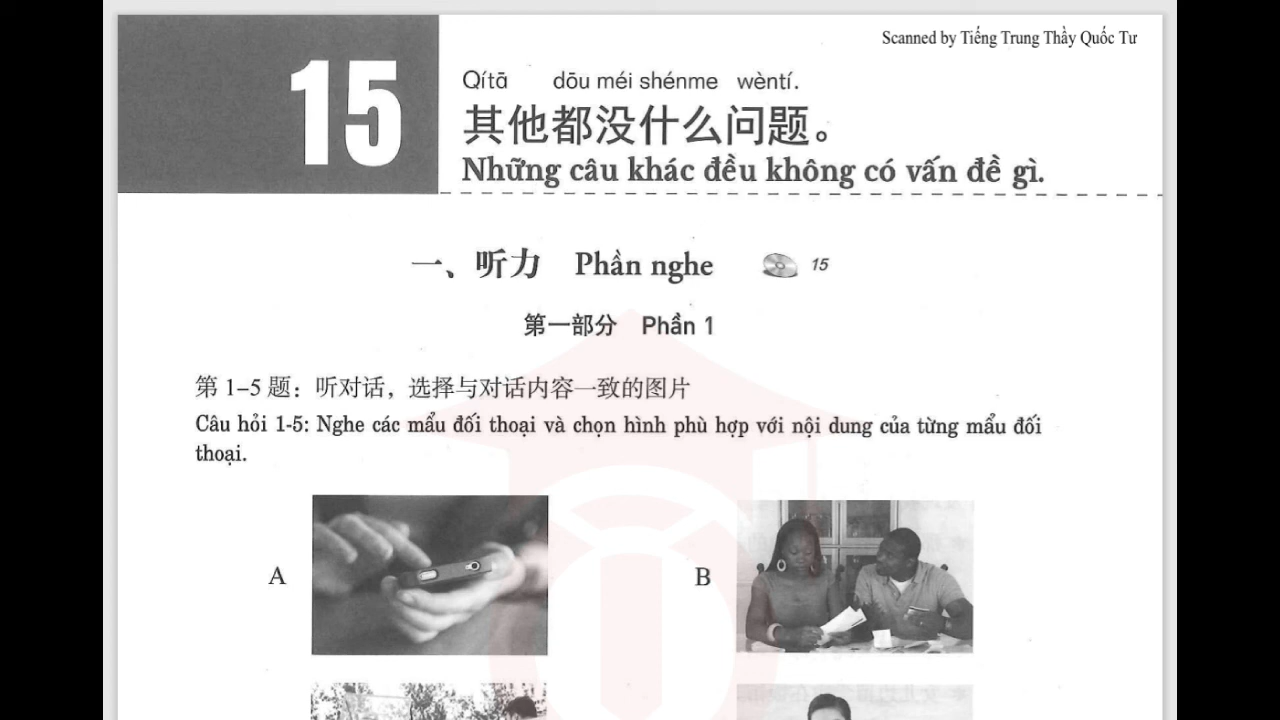 Scanned by Tiếng Trung Thầy Quốc Tư
15
Qítā dōu méi shénme wèntí.
其他都没什么问题。
Những câu khác đều không có vấn đề gì.
一、听力 Phần nghe 15
第一部分 Phần 1
第 1–5 题：听对话，选择与对话内容一致的图片
Câu hỏi 1-5: Nghe các mẩu đối thoại và chọn hình phù hợp với nội dung của từng mẩu đối
thoại.
A
B